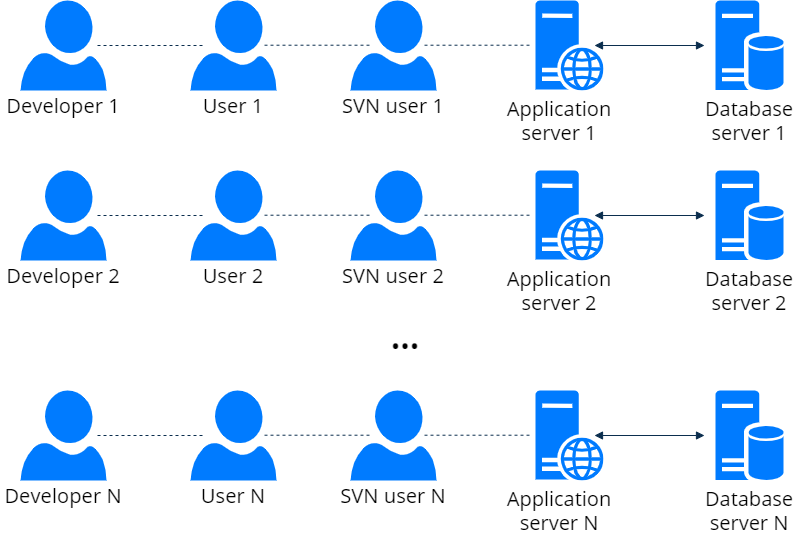 Developer 1
User 1
SVN user 1
Application
server 1
Database
server 1
Developer 2
User 2
SVN user 2
Application
server 2
Database
server 2
...
Developer N
User N
SVN user N
Application
server N
Database
server N